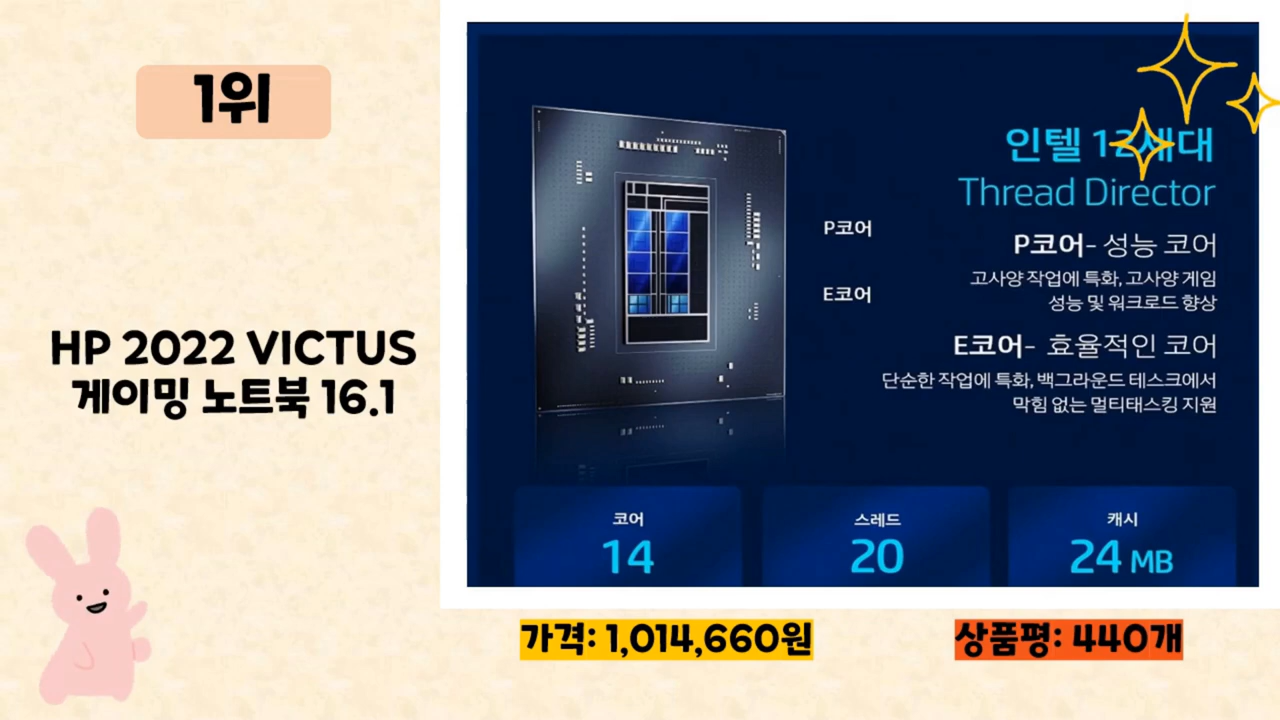 1위
HP 2022 VICTUS
게이밍 노트북 16.1
인텔 12세대
Thread Director
P코어
P코어- 성능 코어
고사양 작업에 특화, 고사양 게임
성능 및 워크로드 향상
E코어
E코어- 효율적인 코어
단순한 작업에 특화, 백그라운드 테스크에서
막힘 없는 멀티태스킹 지원
코어
14
스레드
20
캐시
24 MB
가격: 1,014,660원
상품평: 440개